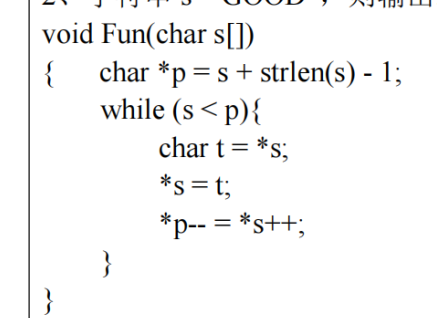 void Fun(char s[])
{ char *p = s + strlen(s) - 1;
while (s < p){
char t = *s;
*s = t;
*p-- = *s++;
}
}